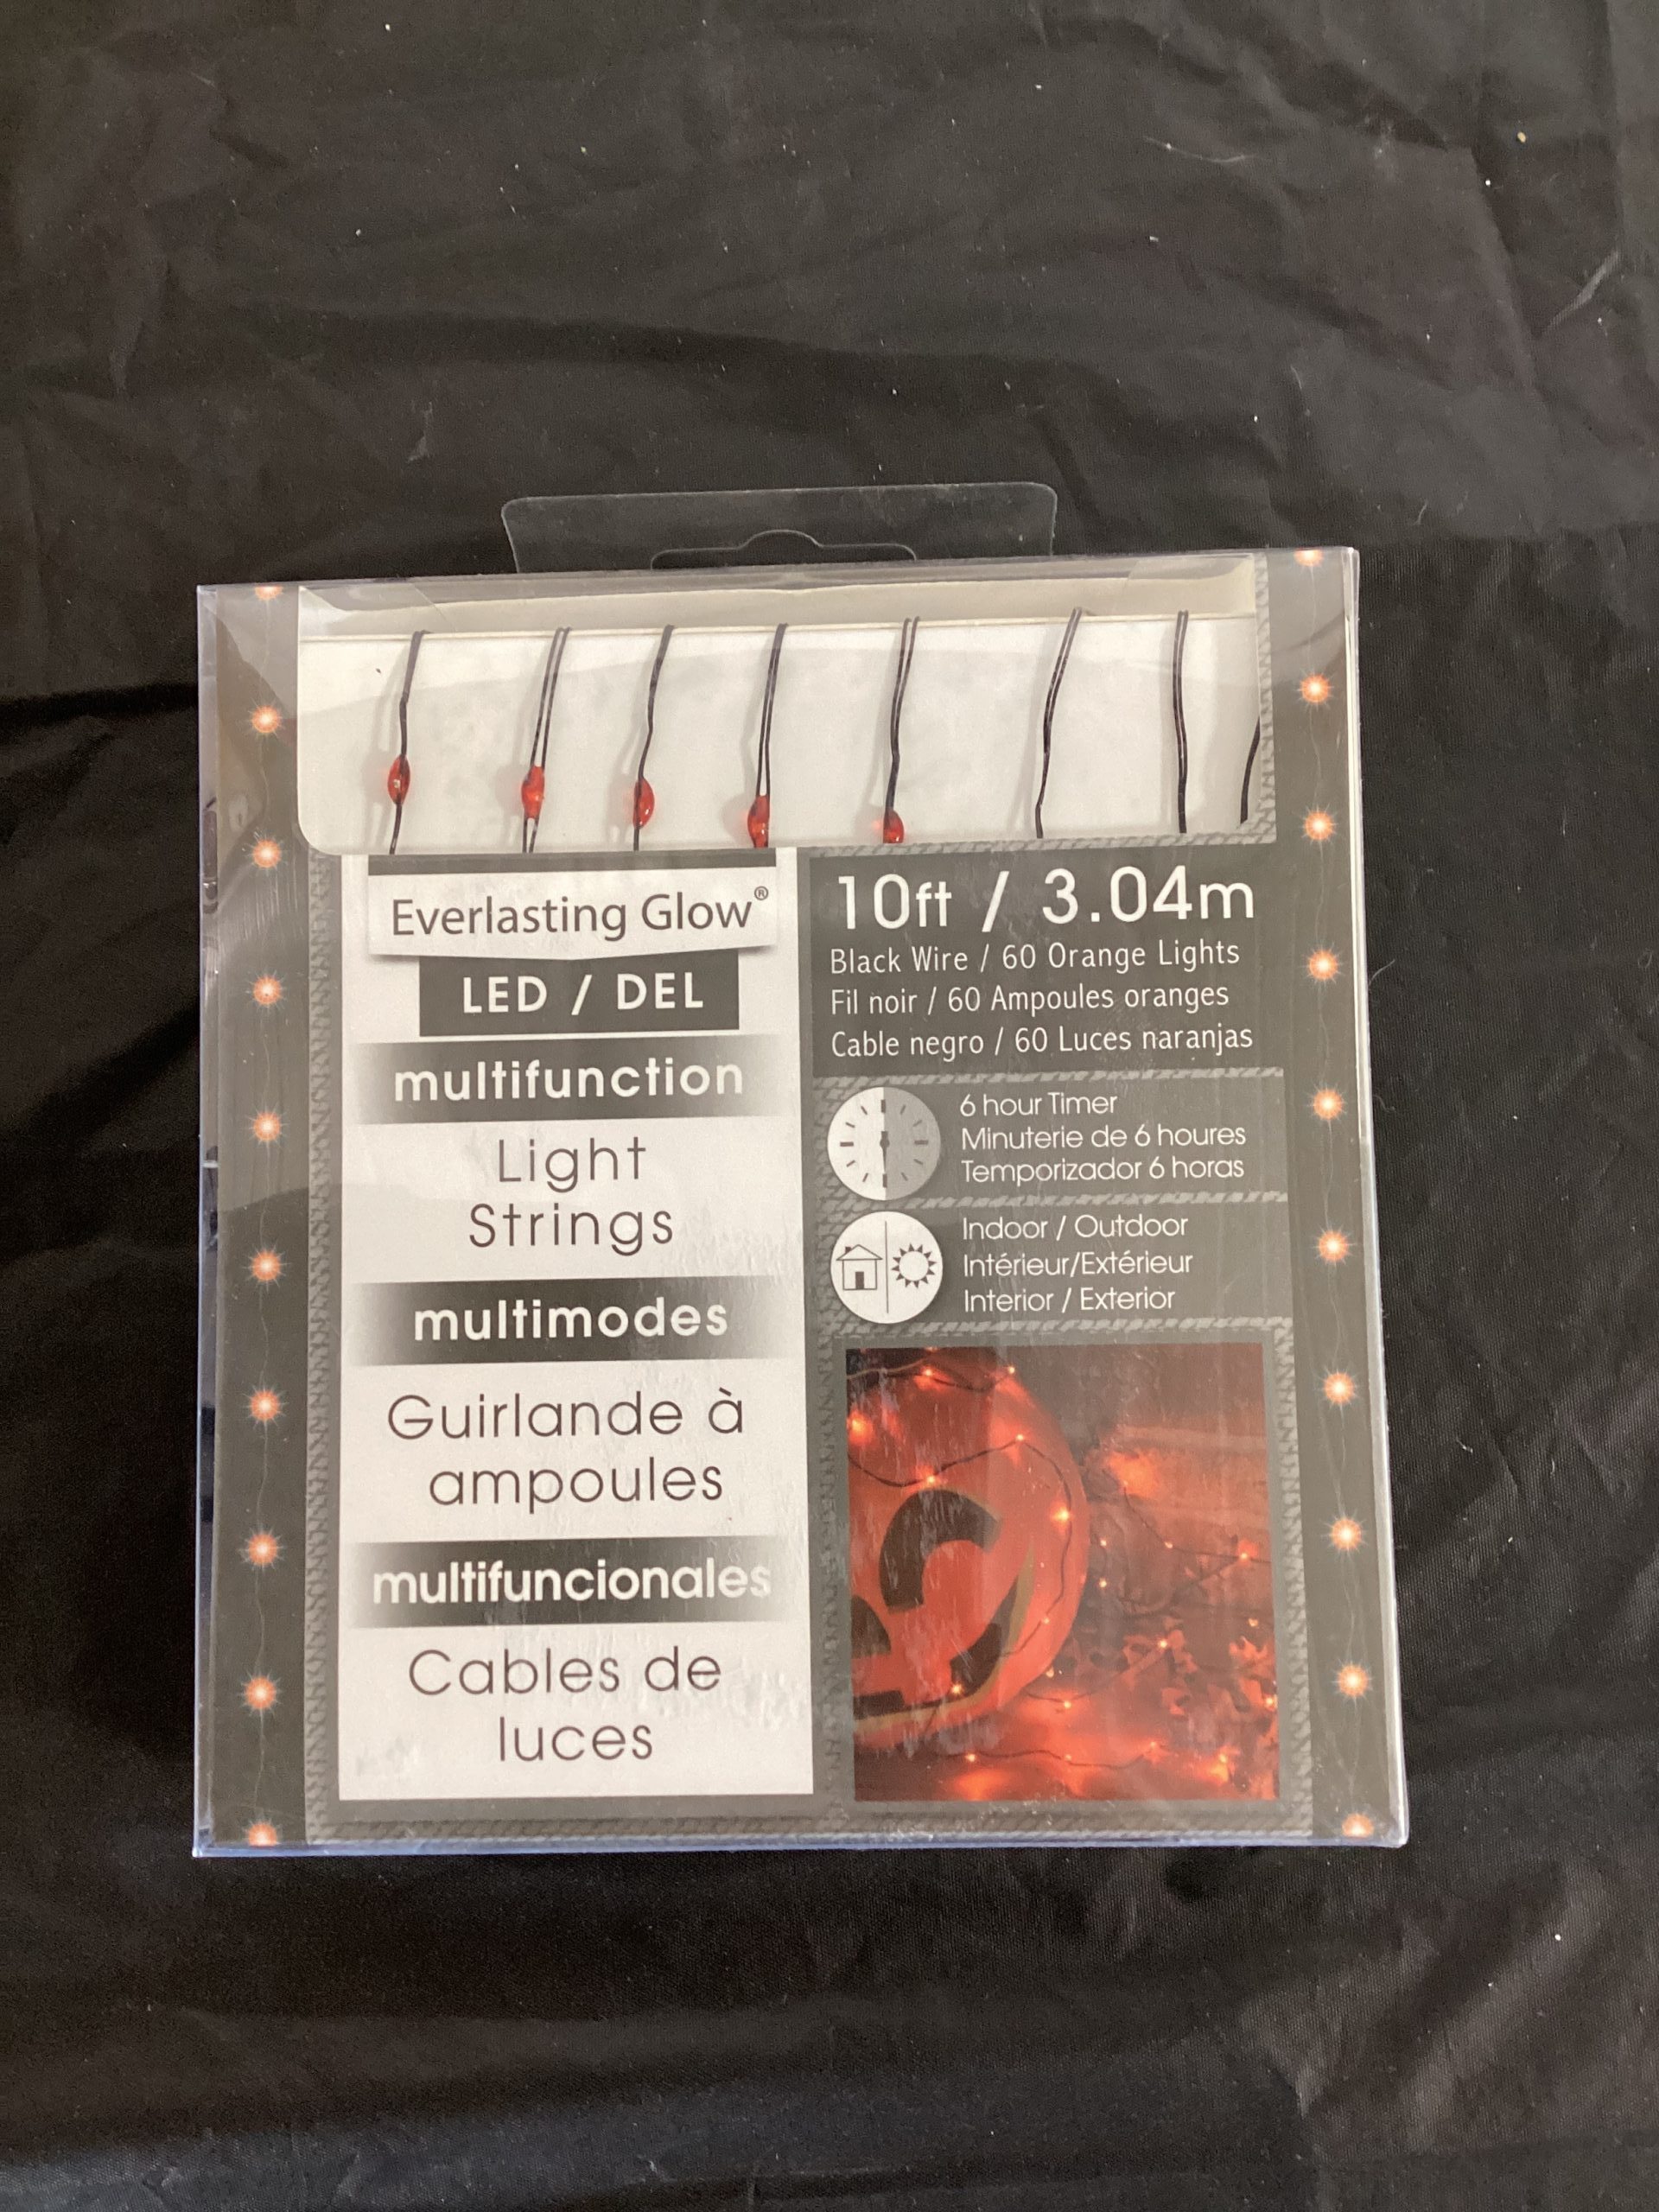 Everlasting Glow®
LED / DEL
multifunction
Light
Strings
multimodes
Guirlande à
ampoules
multifuncionales
Cables de
luces
10ft / 3.04m
Black Wire / 60 Orange Lights
Fil noir / 60 Ampoules oranges
Cable negro / 60 Luces naranjas
6 hour Timer
Minuterie de 6 houres
Temporizador 6 horas
Indoor / Outdoor
Intérieur/Extérieur
Interior / Exterior